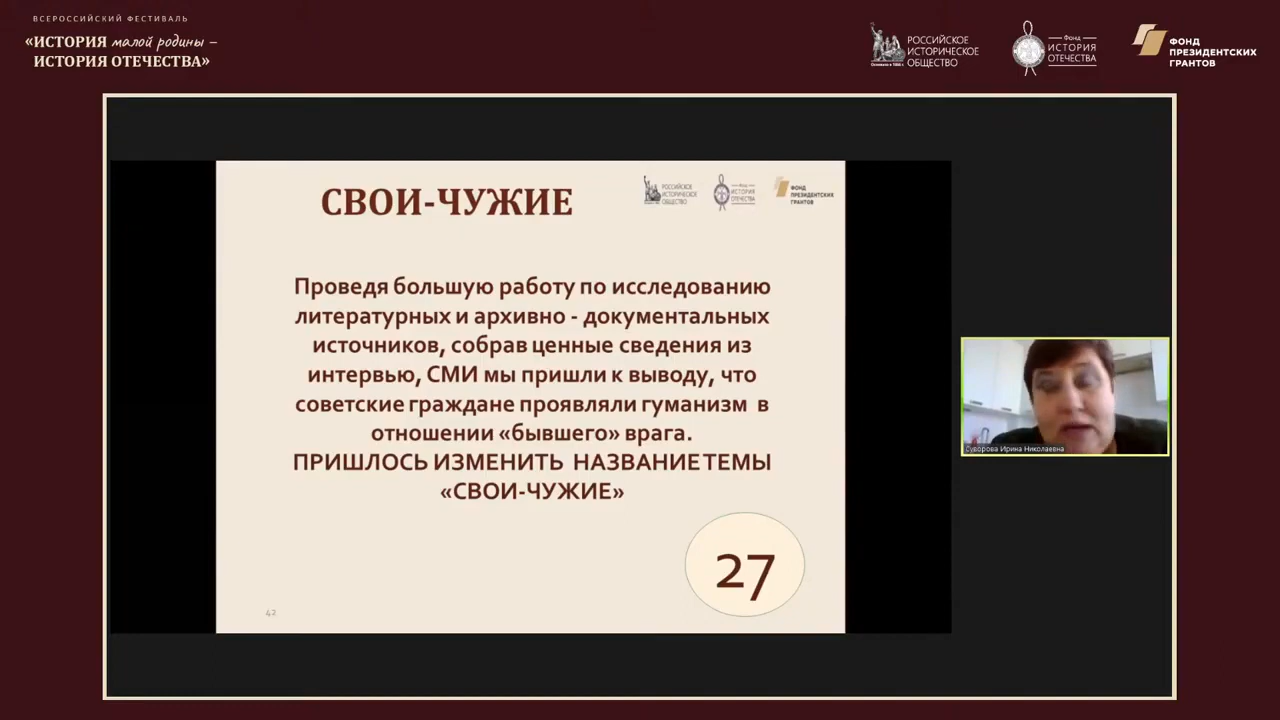 ВСЕРОССИЙСКИЙ ФЕСТИВАЛЬ
«ИСТОРИЯ малой родины –
ИСТОРИЯ ОТЕЧЕСТВА»
РОССИЙСКОЕ
ИСТОРИЧЕСКОЕ
ОБЩЕСТВО
Фонд
ИСТОРИЯ
ОТЕЧЕСТВА
ФОНД
ПРЕЗИДЕНТСКИХ
ГРАНТОВ
СВОИ-ЧУЖИЕ
РОССИЙСКОЕ
ИСТОРИЧЕСКОЕ
ОБЩЕСТВО
ИСТОРИЯ
ОТЕЧЕСТВА
ФОНД
ПРЕЗИДЕНТСКИХ
ГРАНТОВ
Проведя большую работу по исследованию
литературных и архивно - документальных
источников, собрав ценные сведения из
интервью, СМИ мы пришли к выводу, что
советские граждане проявляли гуманизм в
отношении «бывшего» врага.
ПРИШЛОСЬ ИЗМЕНИТЬ НАЗВАНИЕ ТЕМЫ
«СВОИ-ЧУЖИЕ»
27
42
Суворова Ирина Николаевна